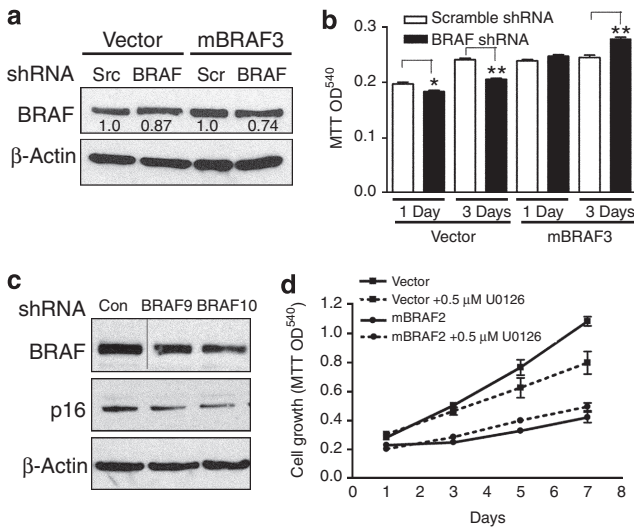 a
Vector mBRAF3
shRNA Src BRAF Scr BRAF
BRAF
1.0 0.87 1.0 0.74
β-Actin
b
Scramble shRNA
BRAF shRNA
MTT OD540
0.3
0.2
0.1
0.0
* ** **
1 Day 3 Days 1 Day 3 Days
Vector mBRAF3
c
shRNA Con BRAF9 BRAF10
BRAF
p16
β-Actin
d
Vector
Vector +0.5 μM U0126
mBRAF2
mBRAF2 +0.5 μM U0126
Cell growth (MTT OD540)
1.2
1.0
0.8
0.6
0.4
0.2
0.0
0 1 2 3 4 5 6 7 8
Days